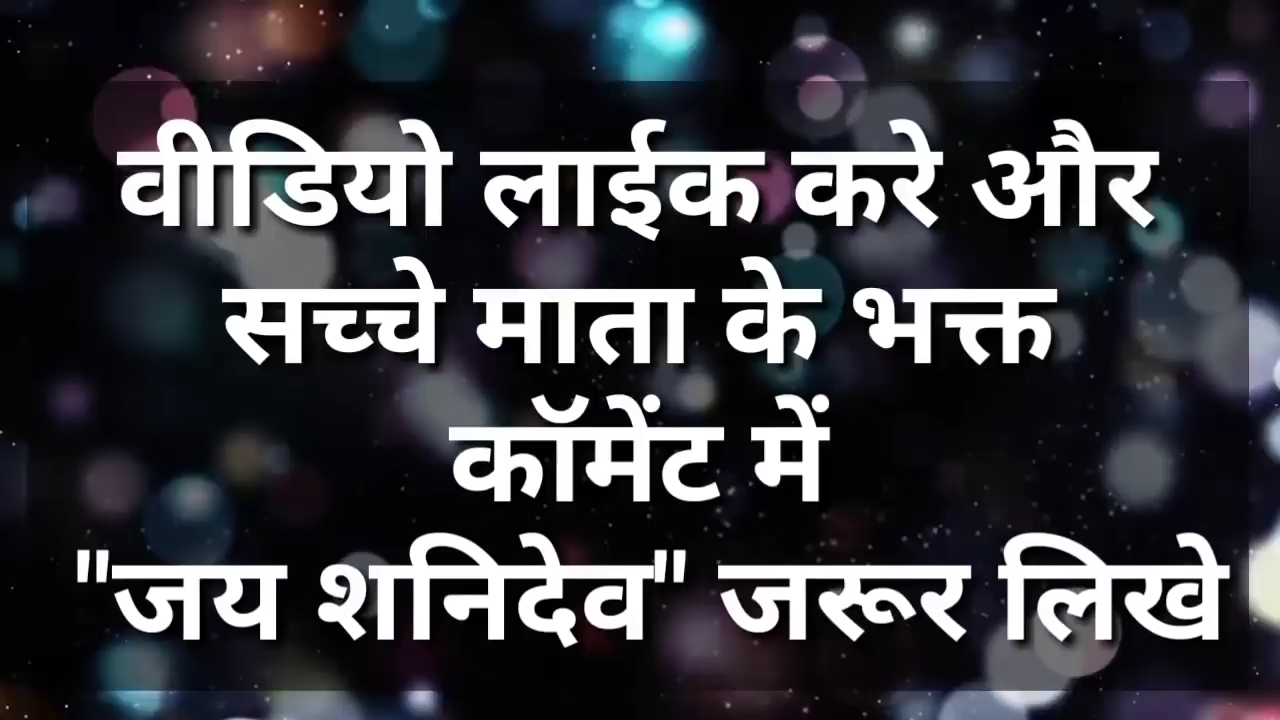 वीडियो लाईक करे और
सच्चे माता के भक्त
कॉमेंट में
"जय शनिदेव" जरूर लिखे